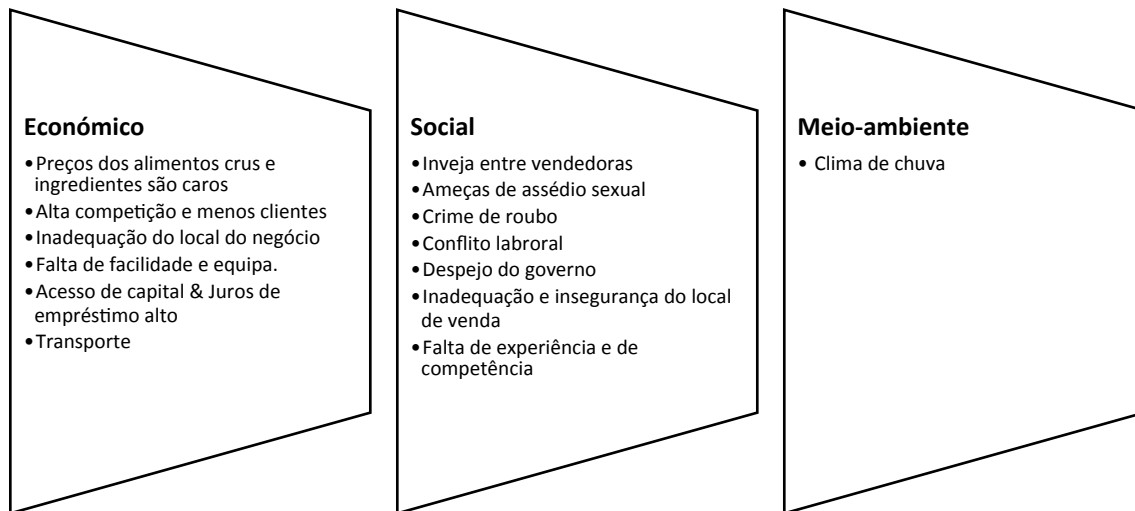 Económico
•Preços dos alimentos crus e
ingredientes são caros
•Alta competição e menos clientes
•Inadequação do local do negócio
•Falta de facilidade e equipa.
•Acesso de capital & Juros de
empréstimo alto
•Transporte
Social
•Inveja entre vendedoras
•Ameças de assédio sexual
•Crime de roubo
•Conflito labroral
•Despejo do governo
•Inadequação e insegurança do local
de venda
•Falta de experiência e de
competência
Meio-ambiente
• Clima de chuva